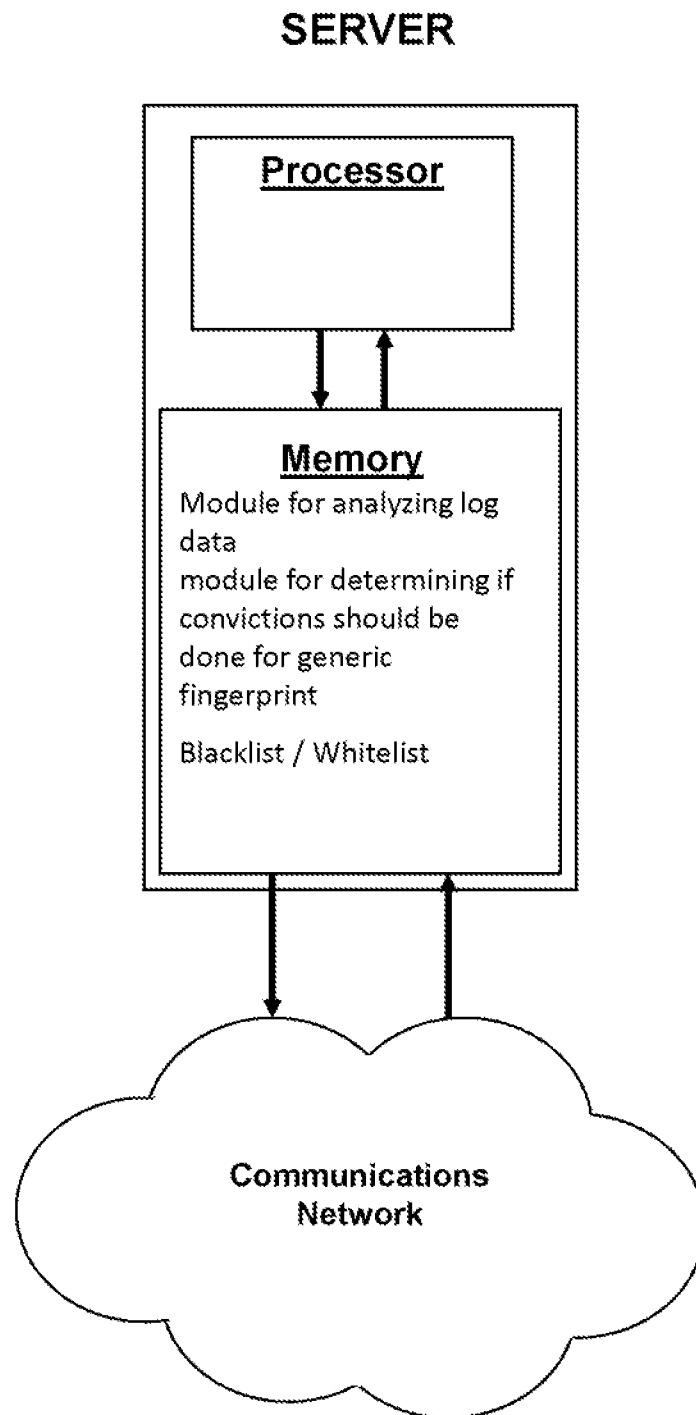 SERVER
Processor
Memory
Module for analyzing log
data
module for determining if
convictions should be
done for generic
fingerprint
Blacklist / Whitelist
Communications
Network